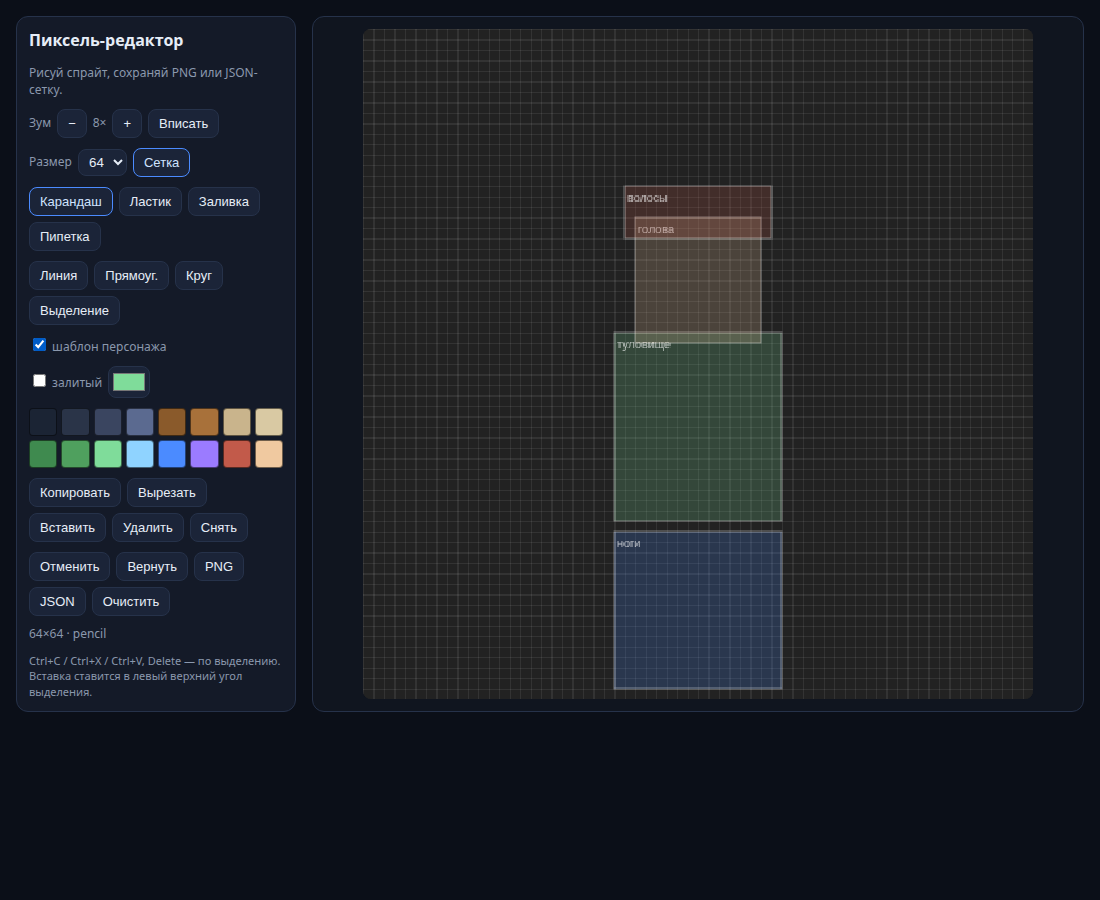 Пиксель-редактор
Рисуй спрайт, сохраняй PNG или JSON-
сетку.
Зум − 8× + Вписать
Размер 64 Сетка
Карандаш Ластик Заливка
Пипетка
Линия Прямоуг. Круг
Выделение
шаблон персонажа
залитый
Копировать Вырезать
Вставить Удалить Снять
Отменить Вернуть PNG
JSON Очистить
64×64 · pencil
Ctrl+C / Ctrl+X / Ctrl+V, Delete — по выделению.
Вставка ставится в левый верхний угол
выделения.
волосы
голова
туловище
ноги